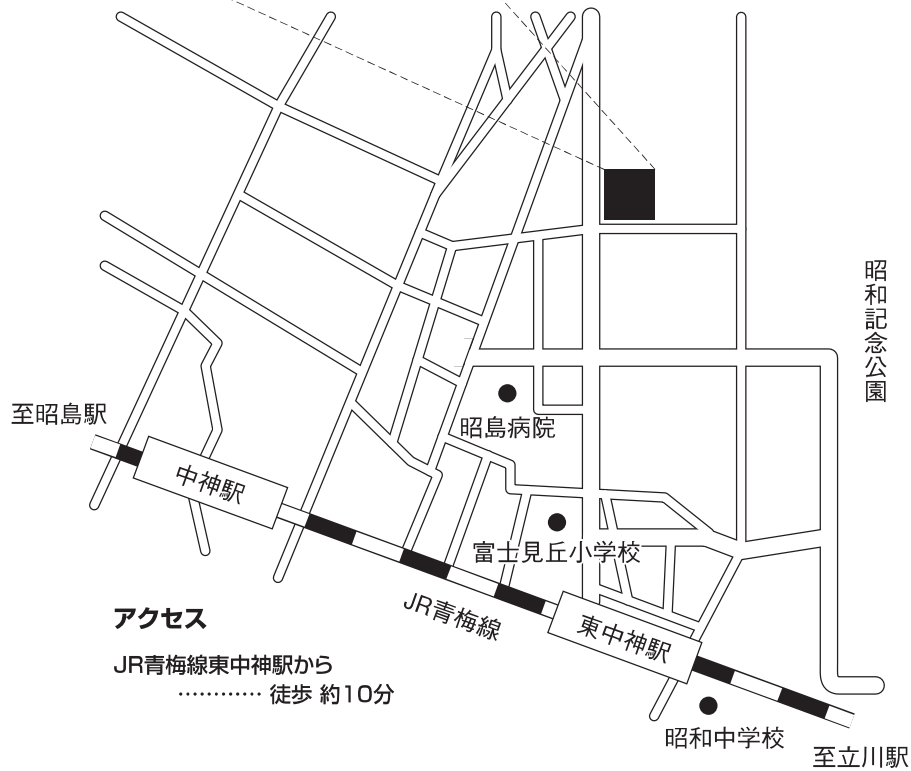 昭和記念公園
至昭島駅
昭島病院
中神駅
富士見丘小学校
JR青梅線
東中神駅
アクセス
JR青梅線東中神駅から
············ 徒歩 約10分
昭和中学校
至立川駅